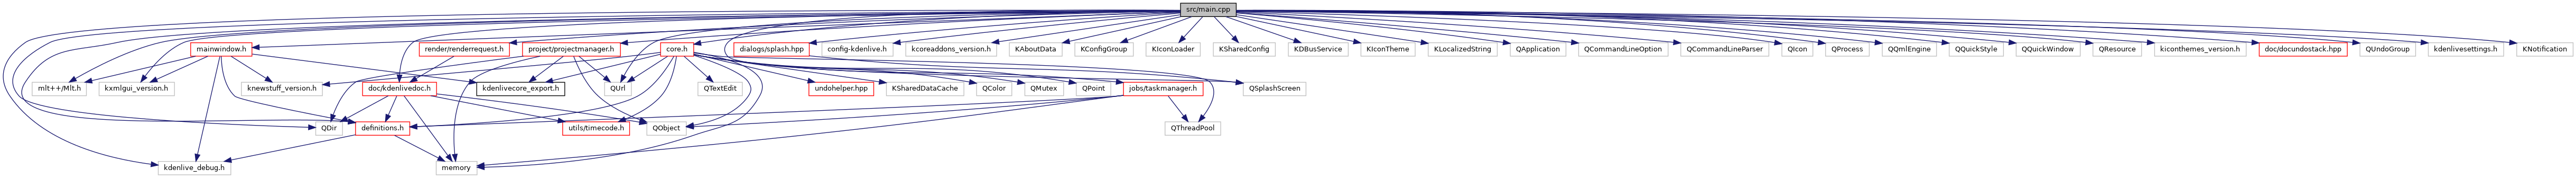 src/main.cpp
mainwindow.h
render/renderrequest.h
project/projectmanager.h
core.h
dialogs/splash.hpp
config-kdenlive.h
kcoreaddons_version.h
KAboutData
KConfigGroup
KIconLoader
KSharedConfig
KDBusService
KIconTheme
KLocalizedString
QApplication
QCommandLineOption
QCommandLineParser
QIcon
QProcess
QQmlEngine
QQuickStyle
QQuickWindow
QResource
kiconthemes_version.h
doc/docundostack.hpp
QUndoGroup
kdenlivesettings.h
KNotification
mlt++/Mlt.h
kxmlgui_version.h
knewstuff_version.h
doc/kdenlivedoc.h
kdenlivecore_export.h
QUrl
QTextEdit
undohelper.hpp
KSharedDataCache
QColor
QMutex
QPoint
jobs/taskmanager.h
QSplashScreen
QDir
definitions.h
utils/timecode.h
QObject
QThreadPool
kdenlive_debug.h
memory